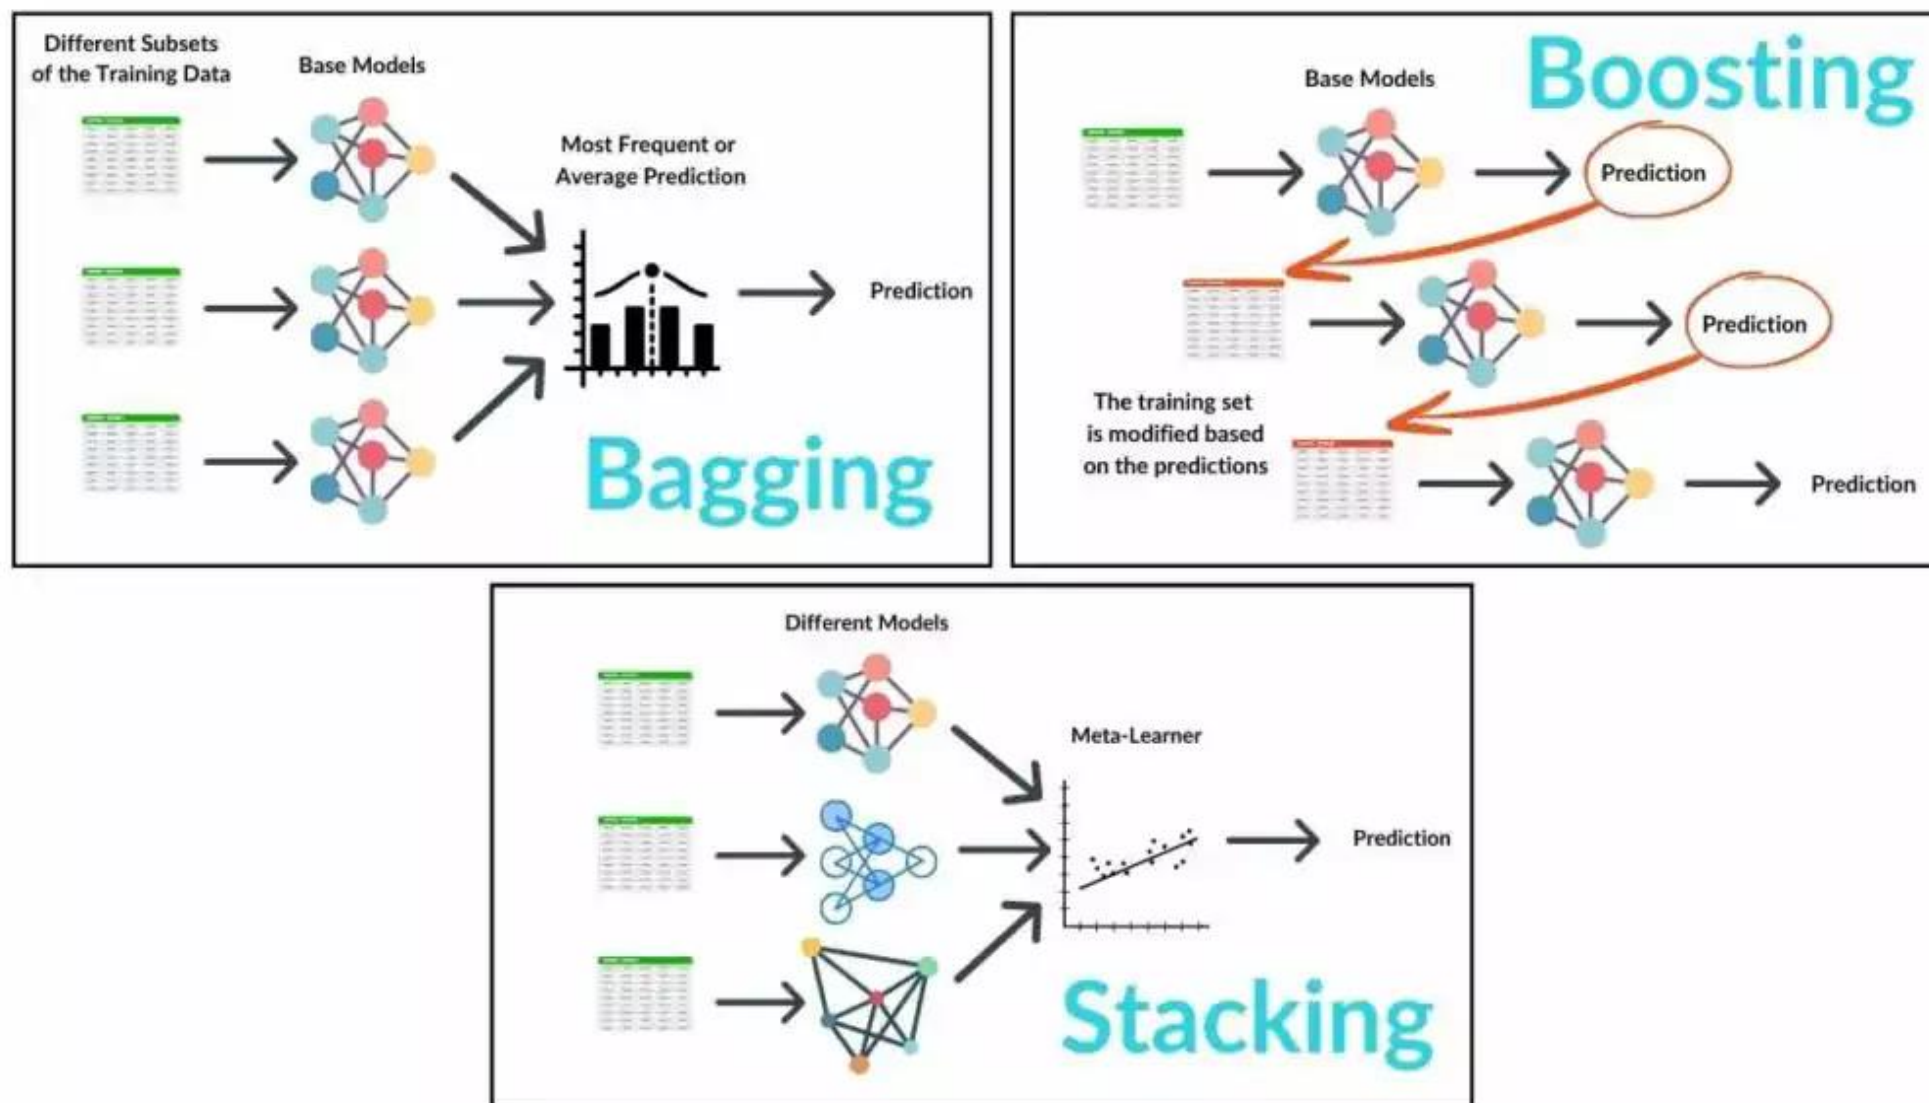 Different Subsets
of the Training Data
Base Models
Most Frequent or
Average Prediction
Prediction
Bagging
Boosting
Base Models
Prediction
Prediction
The training set
is modified based
on the predictions
Prediction
Different Models
Meta-Learner
Prediction
Stacking